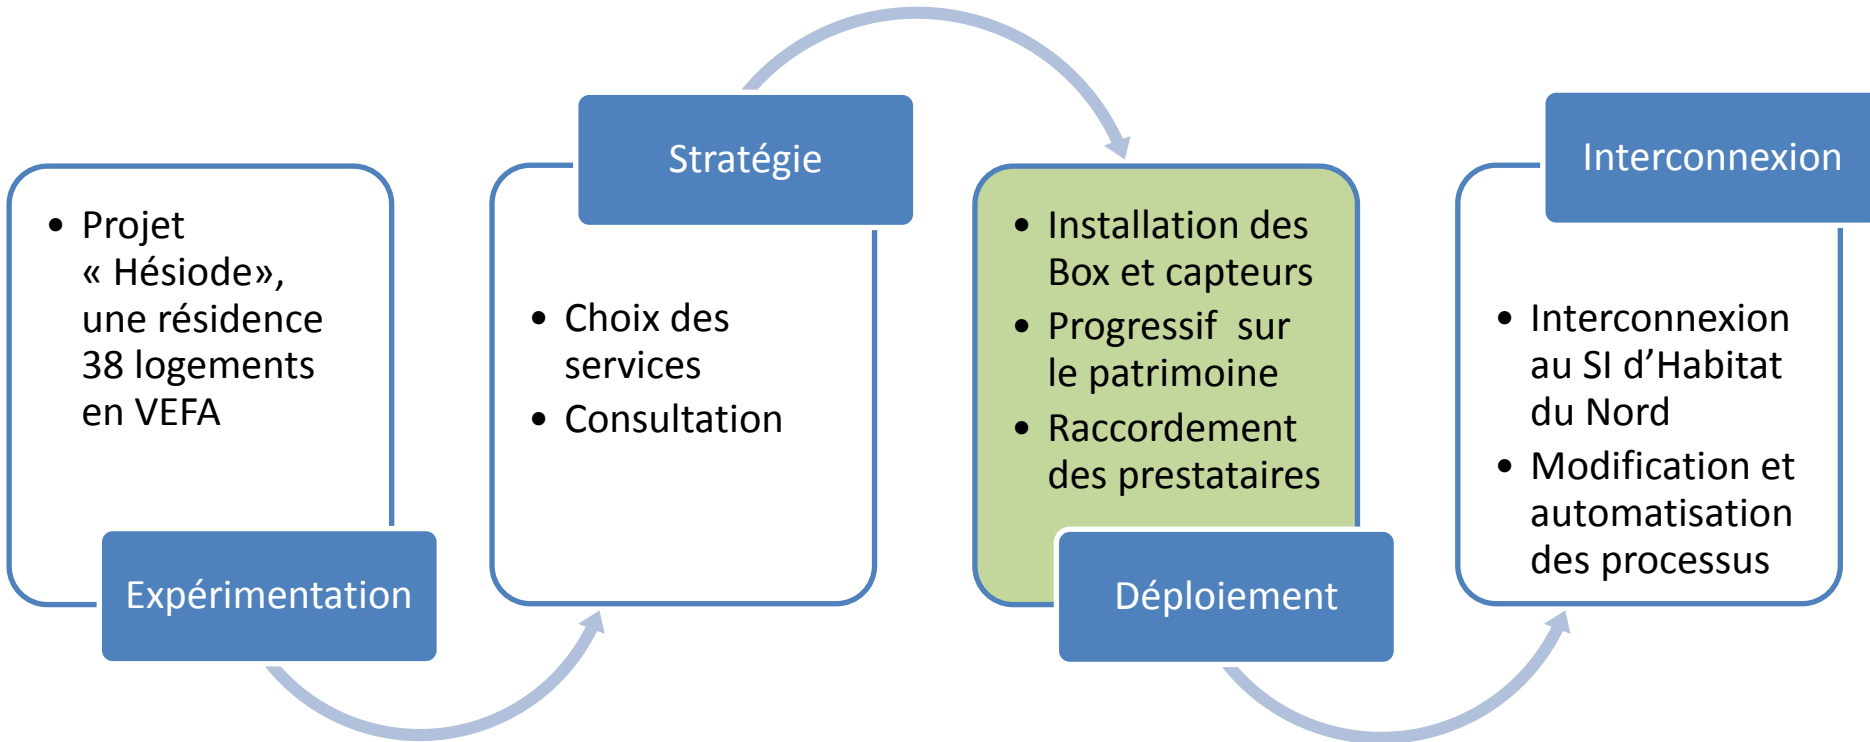 • Projet
« Hésiode»,
une résidence
38 logements
en VEFA
Expérimentation
Stratégie
• Choix des
services
• Consultation
• Installation des
Box et capteurs
• Progressif sur
le patrimoine
• Raccordement
des prestataires
Déploiement
Interconnexion
• Interconnexion
au SI d’Habitat
du Nord
• Modification et
automatisation
des processus